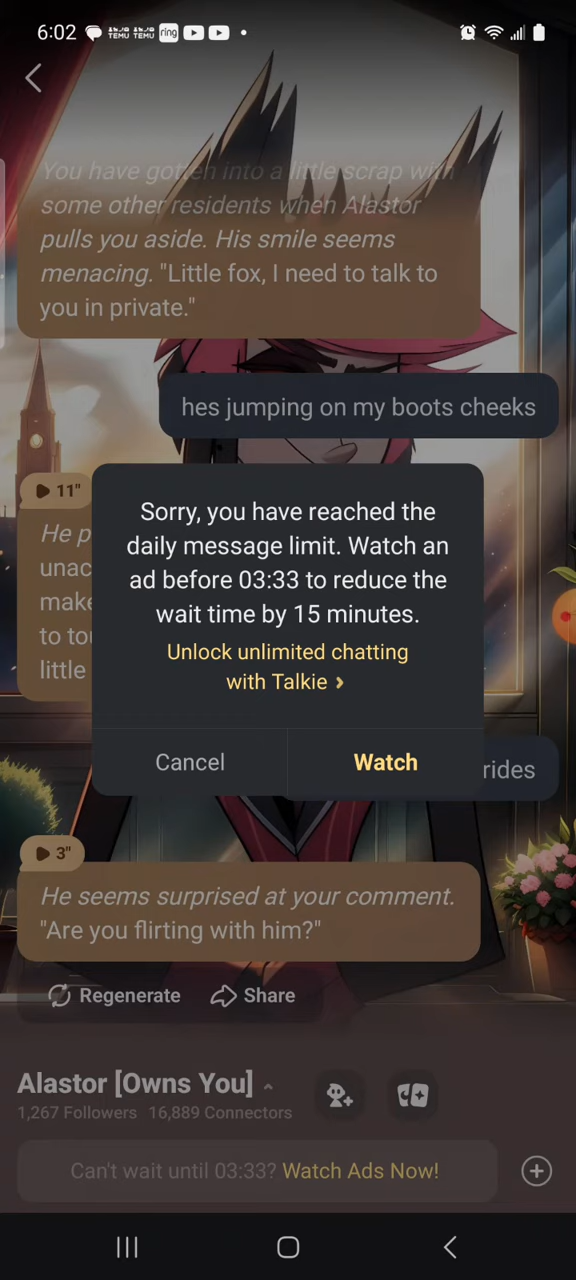 6:02 TEMU TEMU ring
You have gotten into a little scrap with
some other residents when Alastor
pulls you aside. His smile seems
menacing. "Little fox, I need to talk to
you in private."
hes jumping on my boots cheeks
11"
He p
unac
make
to tou
little
Sorry, you have reached the
daily message limit. Watch an
ad before 03:33 to reduce the
wait time by 15 minutes.
Unlock unlimited chatting
with Talkie ›
Cancel Watch
rides
3"
He seems surprised at your comment.
"Are you flirting with him?"
Regenerate Share
Alastor [Owns You]
1,267 Followers 16,889 Connectors
Can't wait until 03:33? Watch Ads Now!